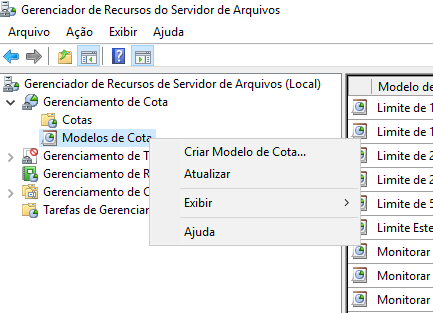 Gerenciador de Recursos do Servidor de Arquivos
Arquivo Ação Exibir Ajuda
Gerenciador de Recursos de Servidor de Arquivos (Local)
Gerenciamento de Cota
Cotas
Modelos de Cota
Gerenciamento de T
Gerenciamento de R
Gerenciamento de C
Tarefas de Gerenciar
Criar Modelo de Cota...
Atualizar
Exibir
Ajuda
Modelo de
Limite de 1
Limite de 1
Limite de 2
Limite de 2
Limite de 5
Limite Este
Monitorar
Monitorar
Monitorar